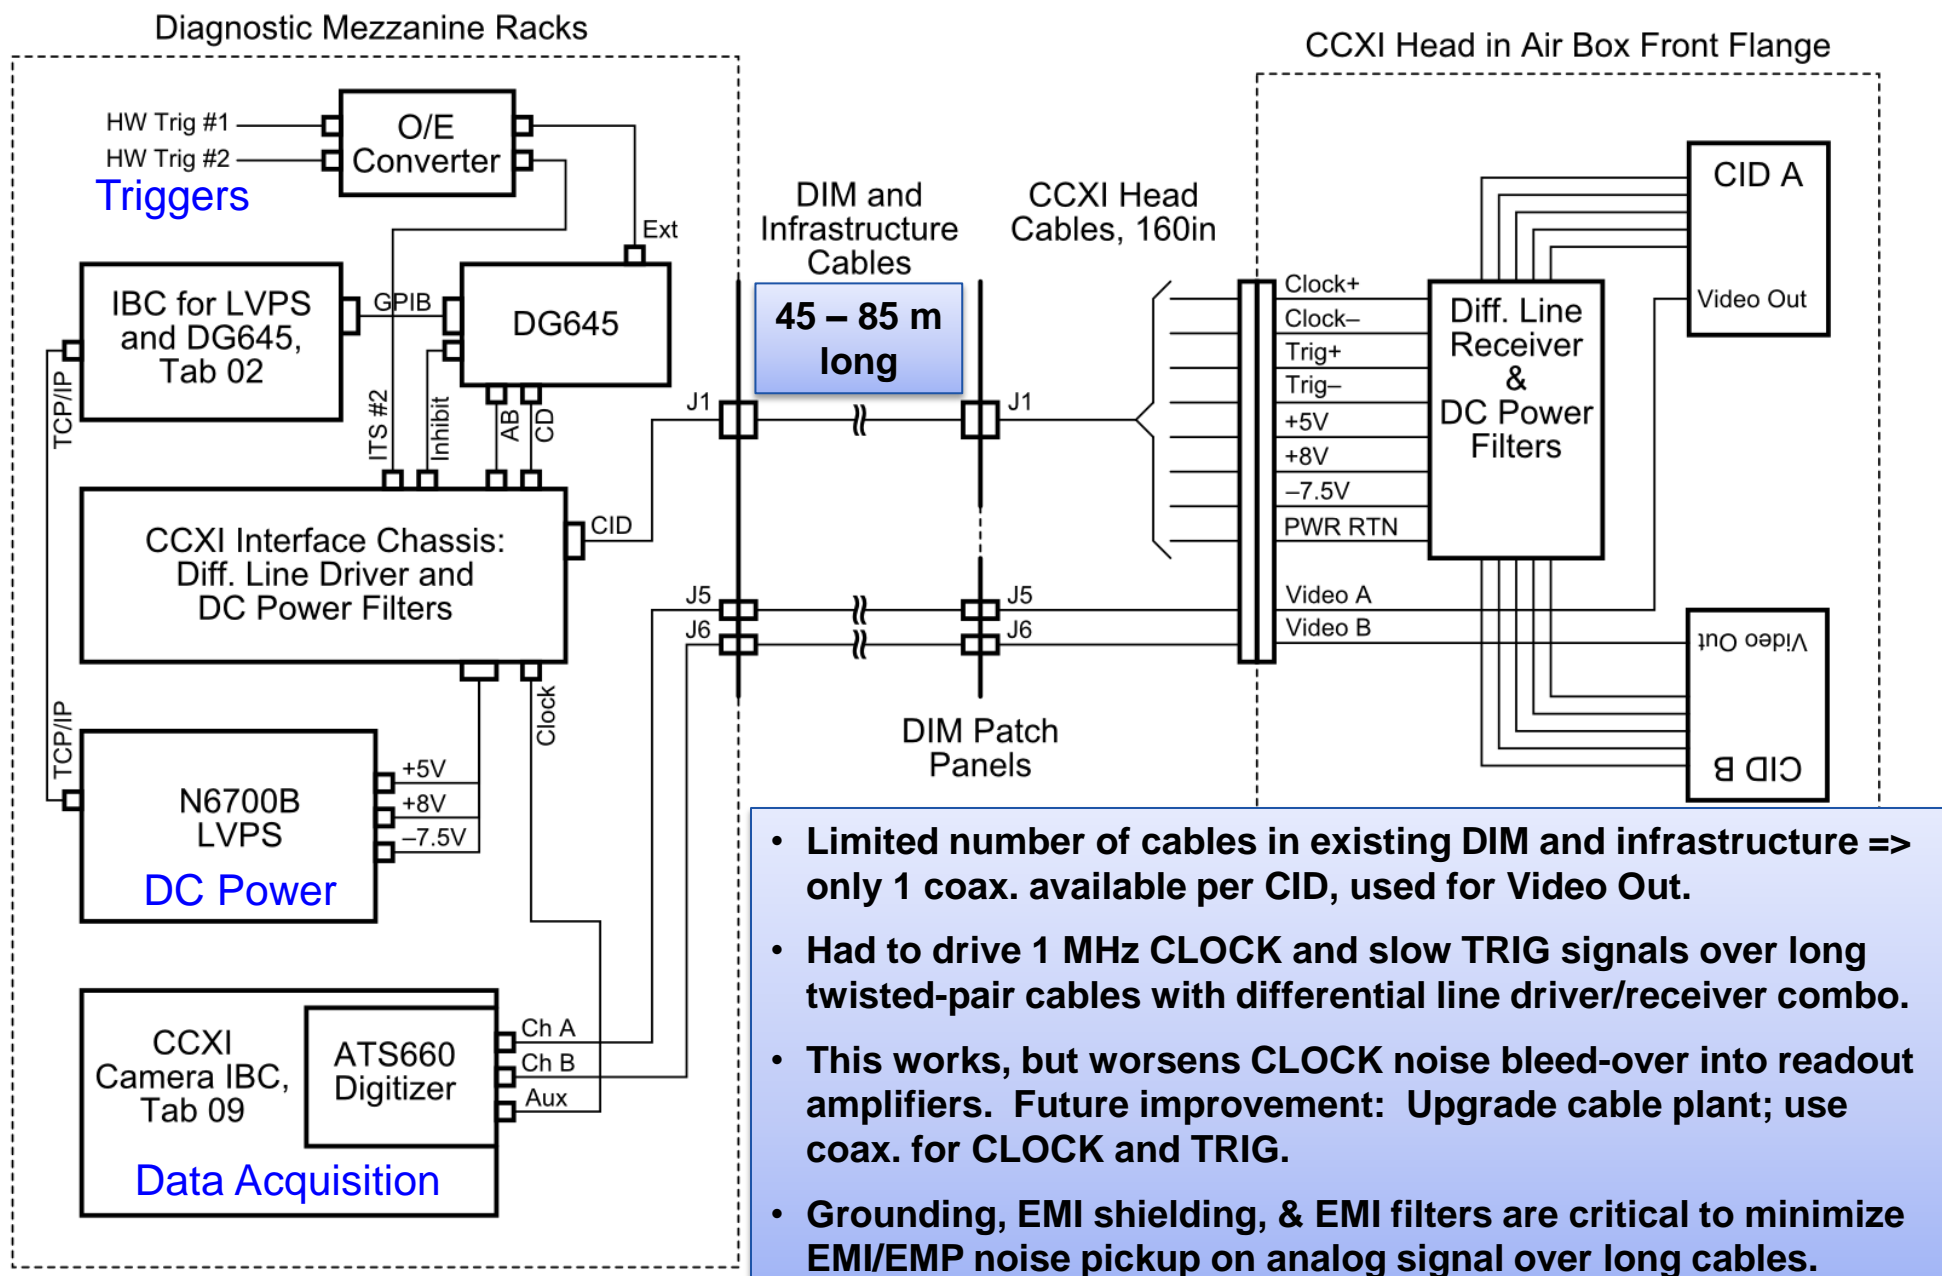 Diagnostic Mezzanine Racks
CCXI Head in Air Box Front Flange
HW Trig #1
HW Trig #2
Triggers
O/E
Converter
Ext
IBC for LVPS
and DG645,
Tab 02
GPIB
DG645
TCP/IP
ITS #2
Inhibit
AB
CD
CCXI Interface Chassis:
Diff. Line Driver and
DC Power Filters
CID
TCP/IP
Clock
N6700B
LVPS
DC Power
+5V
+8V
–7.5V
CCXI
Camera IBC,
Tab 09
ATS660
Digitizer
Ch A
Ch B
Aux
Data Acquisition
DIM and
Infrastructure
Cables
45 – 85 m
long
CCXI Head
Cables, 160in
J1
J1
J5
J5
J6
J6
DIM Patch
Panels
Clock+
Clock–
Trig+
Trig–
+5V
+8V
–7.5V
PWR RTN
Video A
Video B
Diff. Line
Receiver
&
DC Power
Filters
CID A
Video Out
Video Out
CID B
• Limited number of cables in existing DIM and infrastructure =>
only 1 coax. available per CID, used for Video Out.
• Had to drive 1 MHz CLOCK and slow TRIG signals over long
twisted-pair cables with differential line driver/receiver combo.
• This works, but worsens CLOCK noise bleed-over into readout
amplifiers. Future improvement: Upgrade cable plant; use
coax. for CLOCK and TRIG.
• Grounding, EMI shielding, & EMI filters are critical to minimize
EMI/EMP noise pickup on analog signal over long cables.